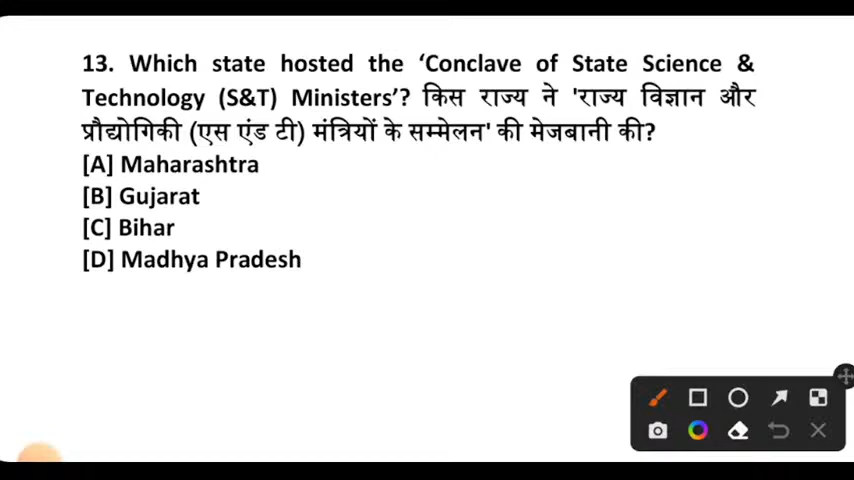 13. Which state hosted the ‘Conclave of State Science &
Technology (S&T) Ministers’? किस राज्य ने 'राज्य विज्ञान और
प्रौद्योगिकी (एस एंड टी) मंत्रियों के सम्मेलन' की मेजबानी की?
[A] Maharashtra
[B] Gujarat
[C] Bihar
[D] Madhya Pradesh